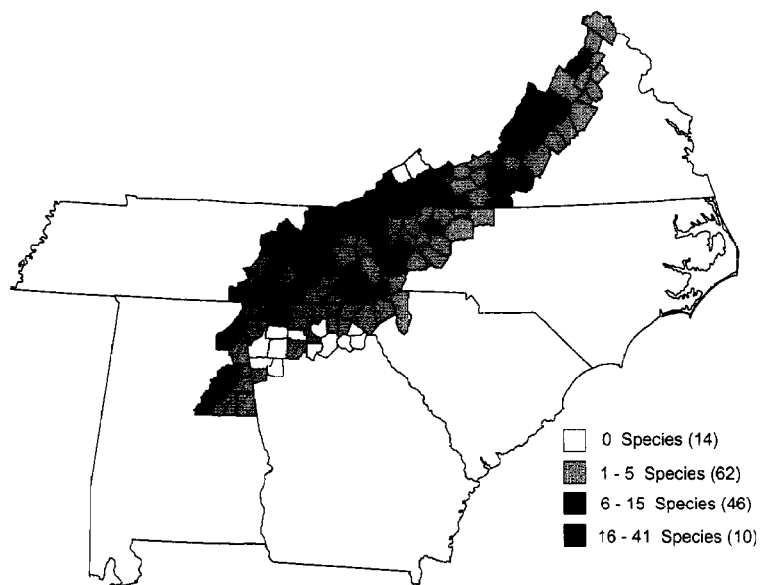 0 Species (14)
1 - 5 Species (62)
6 - 15 Species (46)
16 - 41 Species (10)